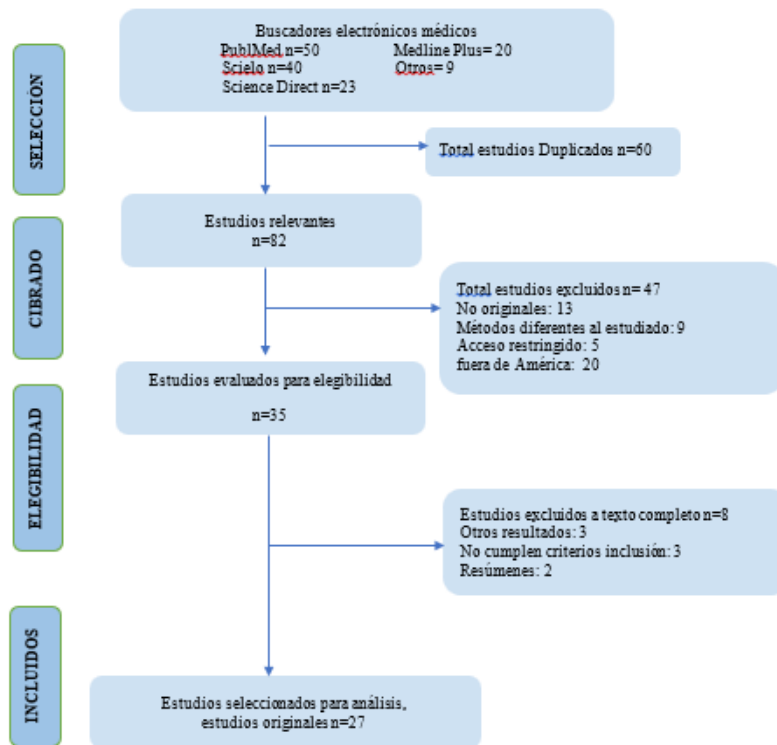 Buscadores electrónicos médicos
PublMed n=50 Medline Plus= 20
Scielo n=40 Otros= 9
Science Direct n=23
SELECCIÓN
Total estudios Duplicados n=60
Estudios relevantes
n=82
CIBRADO
Total estudios excluidos n= 47
No originales: 13
Métodos diferentes al estudiado: 9
Acceso restringido: 5
fuera de América: 20
Estudios evaluados para elegibilidad
n=35
ELEGIBILIDAD
Estudios excluidos a texto completo n=8
Otros resultados: 3
No cumplen criterios inclusión: 3
Resúmenes: 2
INCLUIDOS
Estudios seleccionados para análisis,
estudios originales n=27